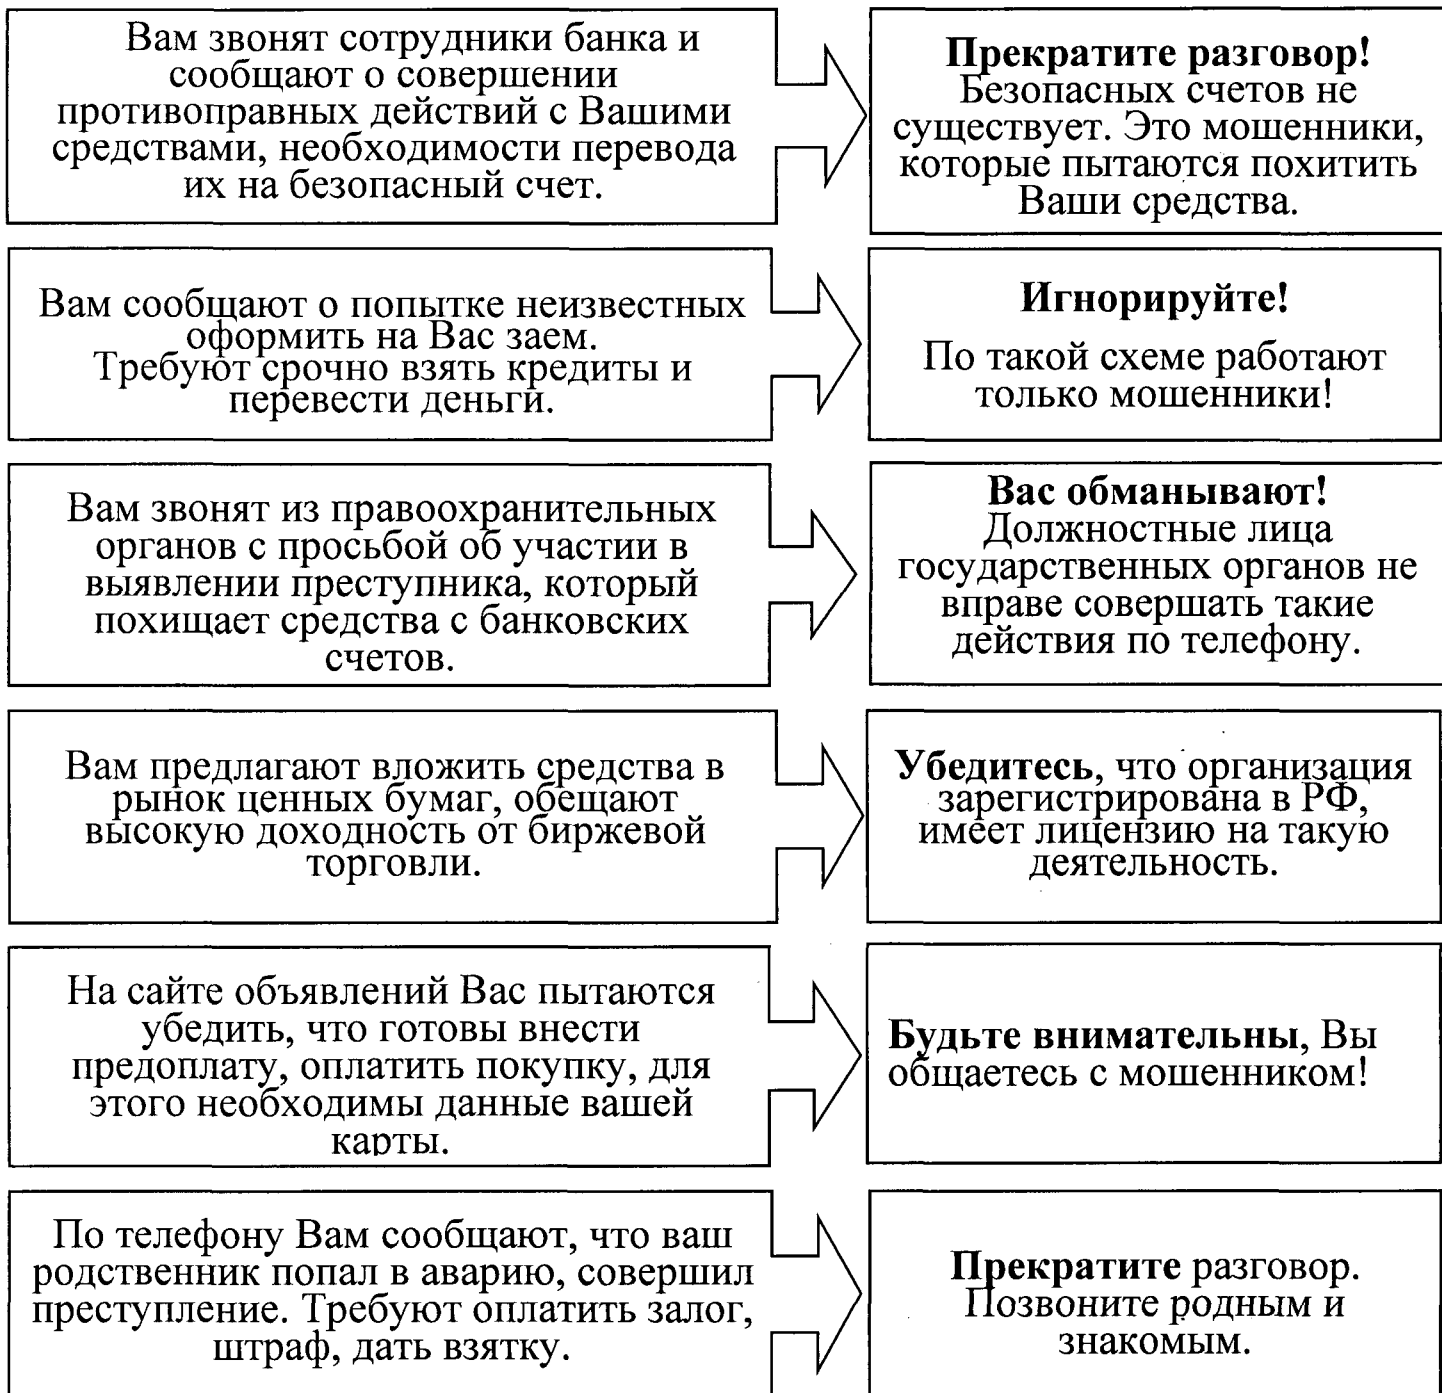 Вам звонят сотрудники банка и
сообщают о совершении
противоправных действий с Вашими
средствами, необходимости перевода
их на безопасный счет.
Прекратите разговор!
Безопасных счетов не
существует. Это мошенники,
которые пытаются похитить
Ваши средства.
Вам сообщают о попытке неизвестных
оформить на Вас заем.
Требуют срочно взять кредиты и
перевести деньги.
Игнорируйте!
По такой схеме работают
только мошенники!
Вам звонят из правоохранительных
органов с просьбой об участии в
выявлении преступника, который
похищает средства с банковских
счетов.
Вас обманывают!
Должностные лица
государственных органов не
вправе совершать такие
действия по телефону.
Вам предлагают вложить средства в
рынок ценных бумаг, обещают
высокую доходность от биржевой
торговли.
Убедитесь, что организация
зарегистрирована в РФ,
имеет лицензию на такую
деятельность.
На сайте объявлений Вас пытаются
убедить, что готовы внести
предоплату, оплатить покупку, для
этого необходимы данные вашей
карты.
Будьте внимательны, Вы
общаетесь с мошенником!
По телефону Вам сообщают, что ваш
родственник попал в аварию, совершил
преступление. Требуют оплатить залог,
штраф, дать взятку.
Прекратите разговор.
Позвоните родным и
знакомым.